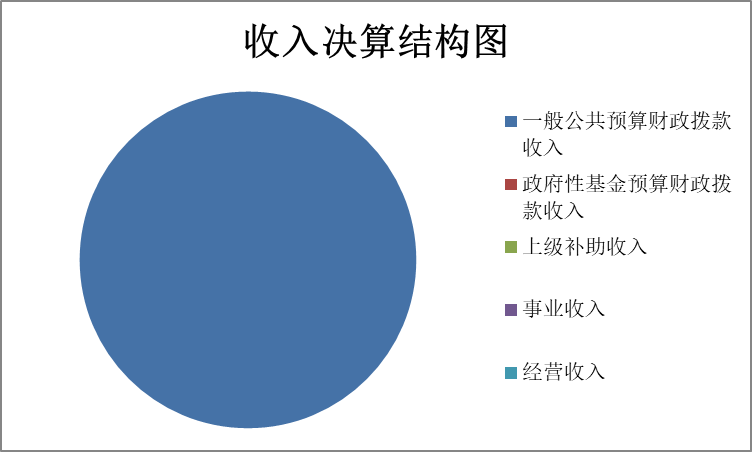 收入决算结构图
一般公共预算财政拨款
收入
政府性基金预算财政拨
款收入
上级补助收入
事业收入
经营收入